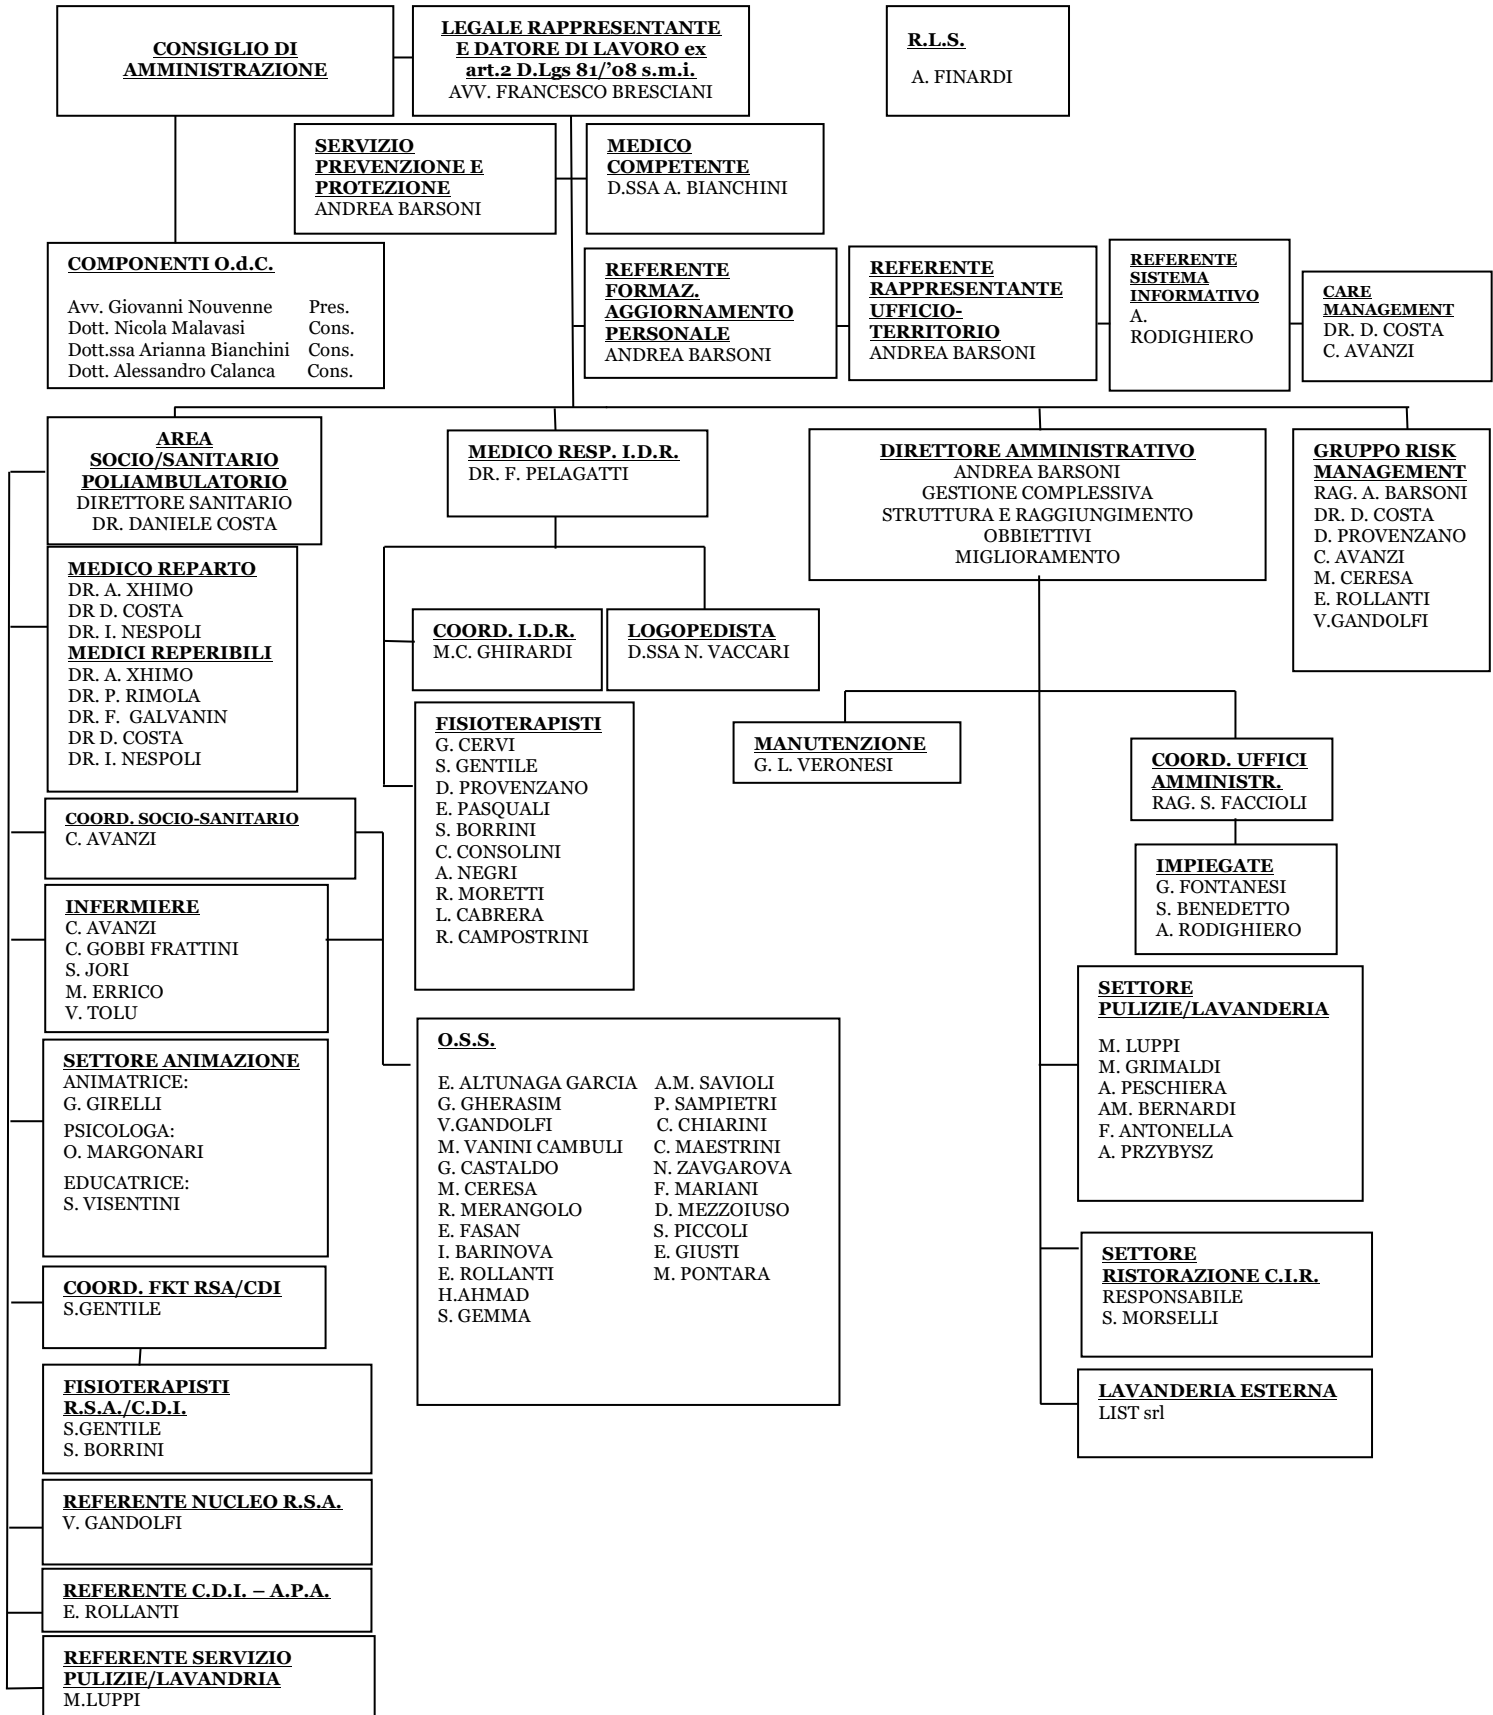 CONSIGLIO DI
AMMINISTRAZIONE
LEGALE RAPPRESENTANTE
E DATORE DI LAVORO ex
art.2 D.Lgs 81/'08 s.m.i.
AVV. FRANCESCO BRESCIANI
R.L.S.
A. FINARDI
SERVIZIO
PREVENZIONE E
PROTEZIONE
ANDREA BARSONI
MEDICO
COMPETENTE
D.SSA A. BIANCHINI
COMPONENTI O.d.C.
Avv. Giovanni Nouvenne Pres.
Dott. Nicola Malavasi Cons.
Dott.ssa Arianna Bianchini Cons.
Dott. Alessandro Calanca Cons.
REFERENTE
FORMAZ.
AGGIORNAMENTO
PERSONALE
ANDREA BARSONI
REFERENTE
RAPPRESENTANTE
UFFICIO-
TERRITORIO
ANDREA BARSONI
REFERENTE
SISTEMA
INFORMATIVO
A.
RODIGHIERO
CARE
MANAGEMENT
DR. D. COSTA
C. AVANZI
AREA
SOCIO/SANITARIO
POLIAMBULATORIO
DIRETTORE SANITARIO
DR. DANIELE COSTA
MEDICO RESP. I.D.R.
DR. F. PELAGATTI
DIRETTORE AMMINISTRATIVO
ANDREA BARSONI
GESTIONE COMPLESSIVA
STRUTTURA E RAGGIUNGIMENTO
OBBIETTIVI
MIGLIORAMENTO
GRUPPO RISK
MANAGEMENT
RAG. A. BARSONI
DR. D. COSTA
D. PROVENZANO
C. AVANZI
M. CERESA
E. ROLLANTI
V.GANDOLFI
MEDICO REPARTO
DR. A. XHIMO
DR D. COSTA
DR. I. NESPOLI
MEDICI REPERIBILI
DR. A. XHIMO
DR. P. RIMOLA
DR. F. GALVANIN
DR D. COSTA
DR. I. NESPOLI
COORD. I.D.R.
M.C. GHIRARDI
LOGOPEDISTA
D.SSA N. VACCARI
FISIOTERAPISTI
G. CERVI
S. GENTILE
D. PROVENZANO
E. PASQUALI
S. BORRINI
C. CONSOLINI
A. NEGRI
R. MORETTI
L. CABRERA
R. CAMPOSTRINI
MANUTENZIONE
G. L. VERONESI
COORD. UFFICI
AMMINISTR.
RAG. S. FACCIOLI
IMPIEGATE
G. FONTANESI
S. BENEDETTO
A. RODIGHIERO
COORD. SOCIO-SANITARIO
C. AVANZI
INFERMIERE
C. AVANZI
C. GOBBI FRATTINI
S. JORI
M. ERRICO
V. TOLU
SETTORE
PULIZIE/LAVANDERIA
M. LUPPI
M. GRIMALDI
A. PESCHIERA
AM. BERNARDI
F. ANTONELLA
A. PRZYBYSZ
SETTORE ANIMAZIONE
ANIMATRICE:
G. GIRELLI
PSICOLOGA:
O. MARGONARI
EDUCATRICE:
S. VISENTINI
O.S.S.
E. ALTUNAGA GARCIA A.M. SAVIOLI
G. GHERASIM P. SAMPIETRI
V.GANDOLFI C. CHIARINI
M. VANINI CAMBULI C. MAESTRINI
G. CASTALDO N. ZAVGAROVA
M. CERESA F. MARIANI
R. MERANGOLO D. MEZZOIUSO
E. FASAN S. PICCOLI
I. BARINOVA E. GIUSTI
E. ROLLANTI M. PONTARA
H.AHMAD
S. GEMMA
SETTORE
RISTORAZIONE C.I.R.
RESPONSABILE
S. MORSELLI
LAVANDERIA ESTERNA
LIST srl
COORD. FKT RSA/CDI
S.GENTILE
FISIOTERAPISTI
R.S.A./C.D.I.
S.GENTILE
S. BORRINI
REFERENTE NUCLEO R.S.A.
V. GANDOLFI
REFERENTE C.D.I. – A.P.A.
E. ROLLANTI
REFERENTE SERVIZIO
PULIZIE/LAVANDRIA
M.LUPPI